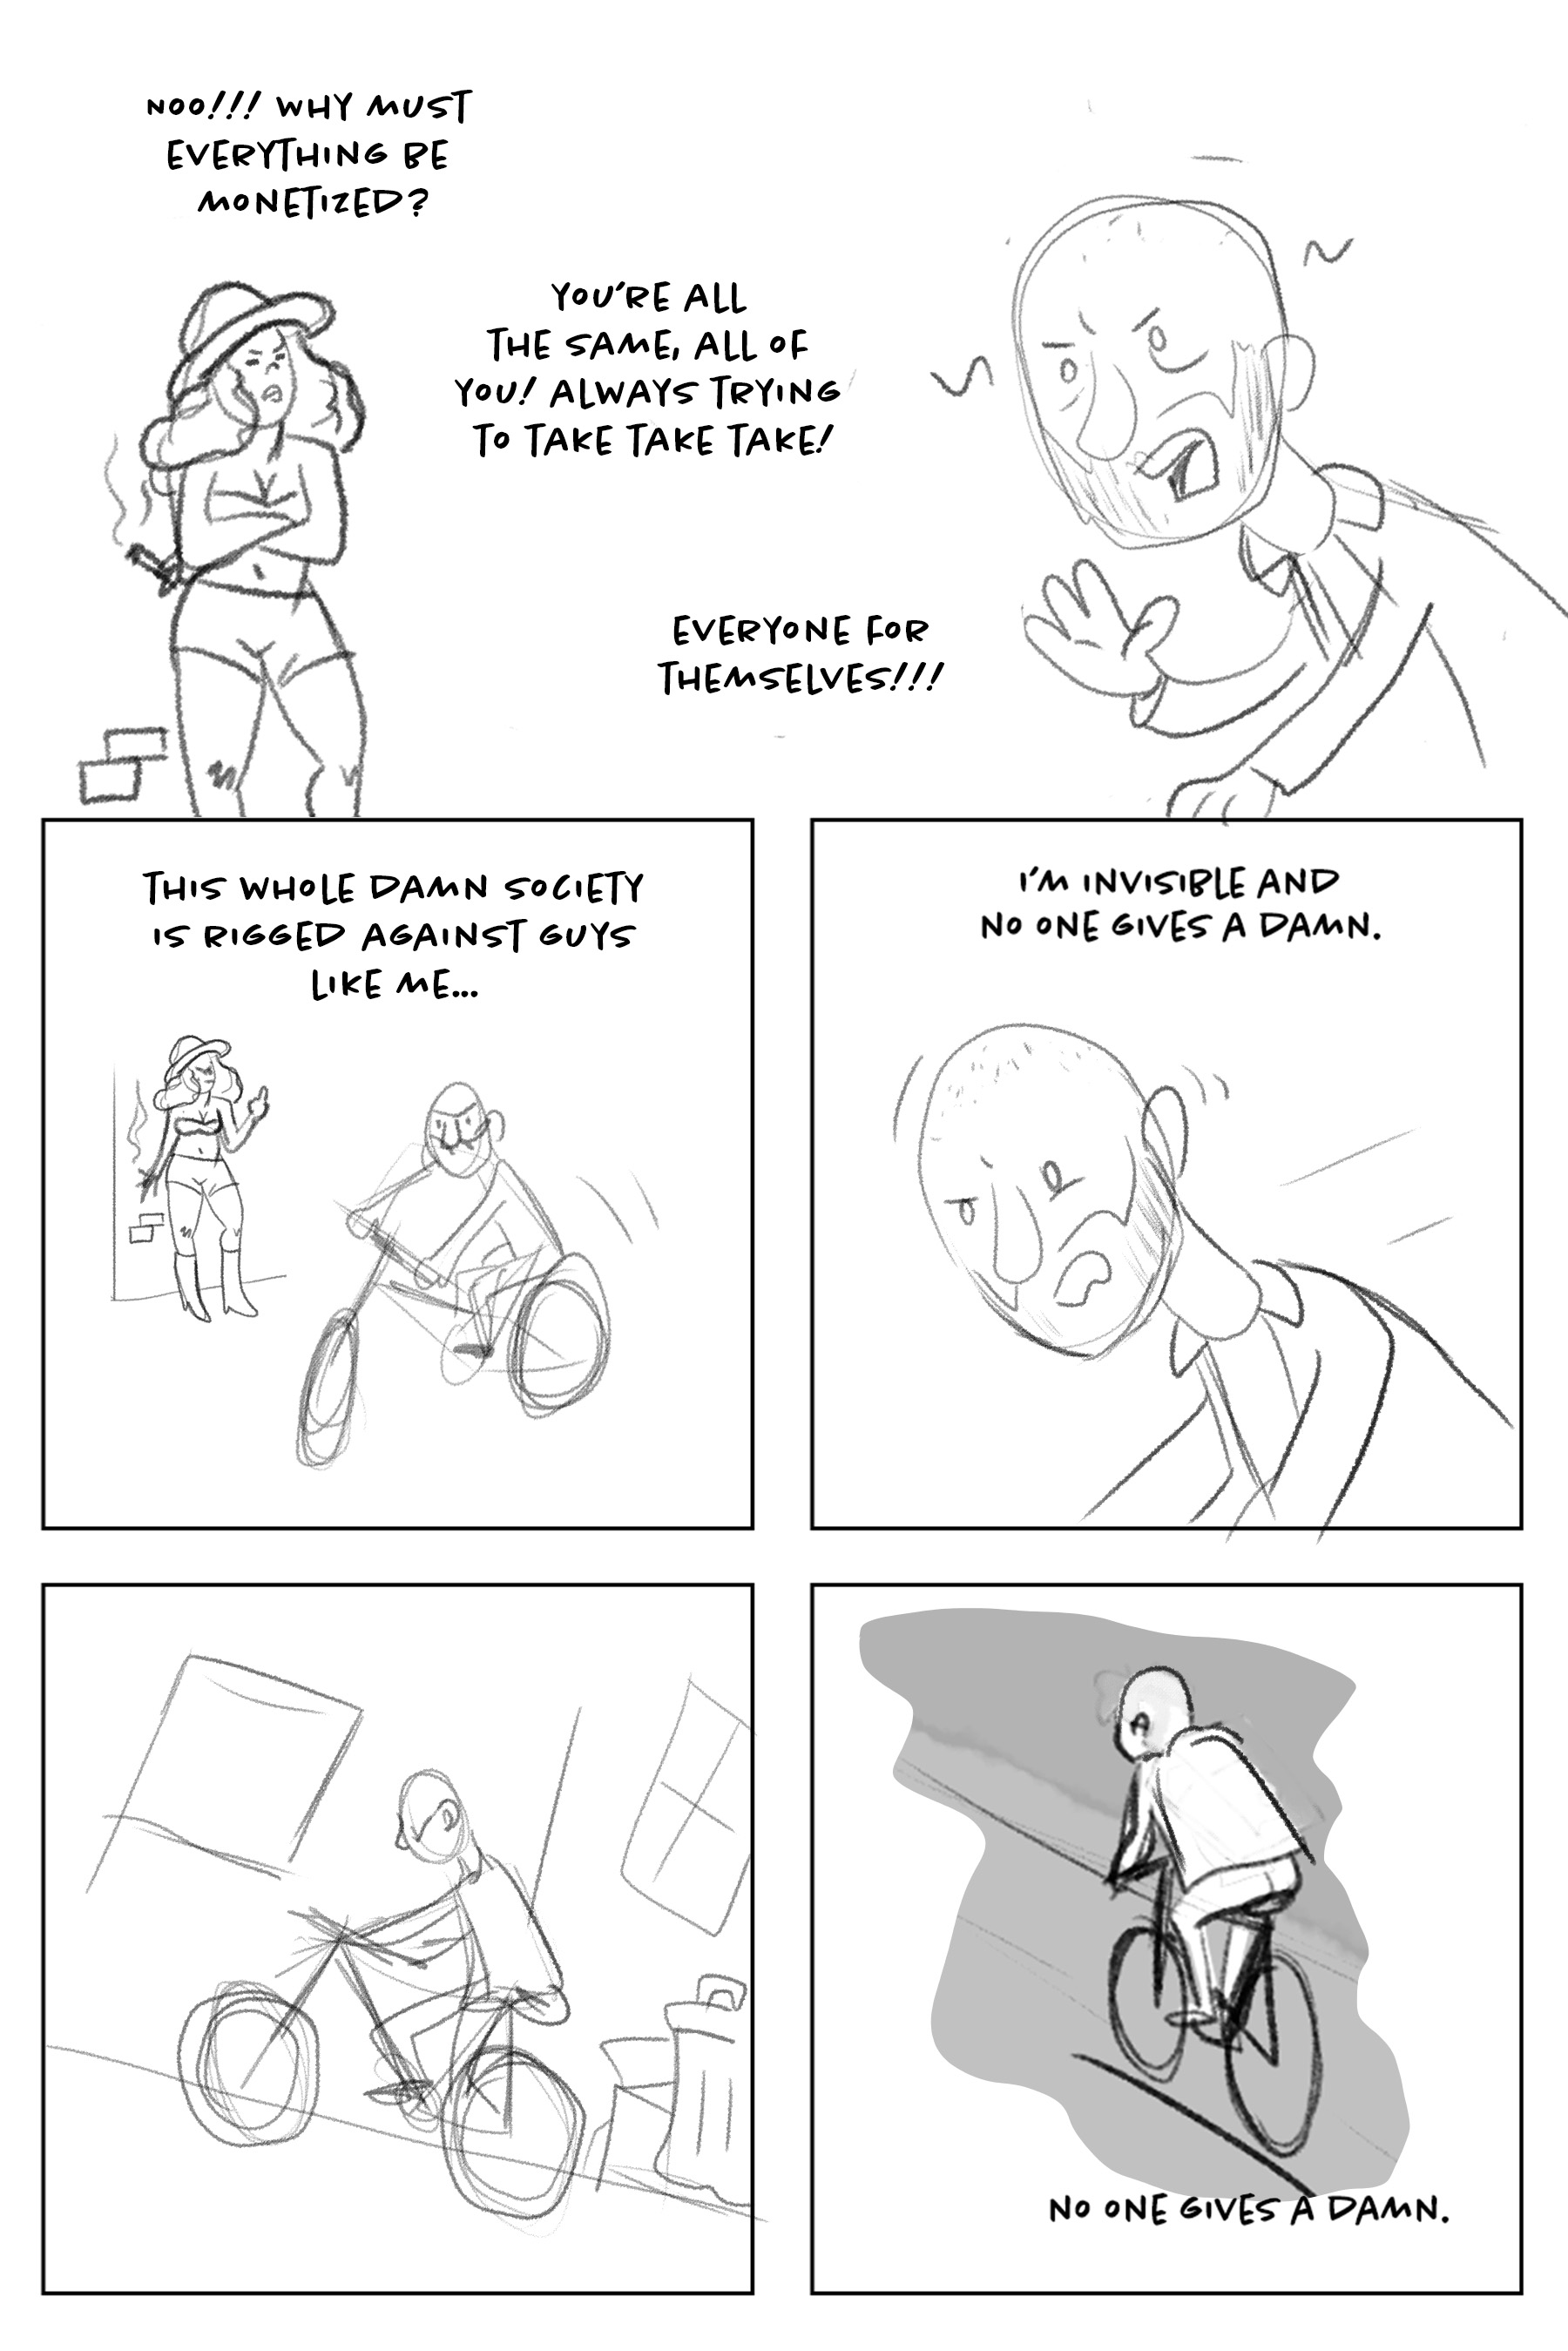 NOO!!! WHY MUST
EVERYTHING BE
MONETIZED?
YOU'RE ALL
THE SAME, ALL OF
YOU! ALWAYS TRYING
TO TAKE TAKE TAKE!
EVERYONE FOR
THEMSELVES!!!
THIS WHOLE DAMN SOCIETY
IS RIGGED AGAINST GUYS
LIKE ME...
I'M INVISIBLE AND
NO ONE GIVES A DAMN.
NO ONE GIVES A DAMN.